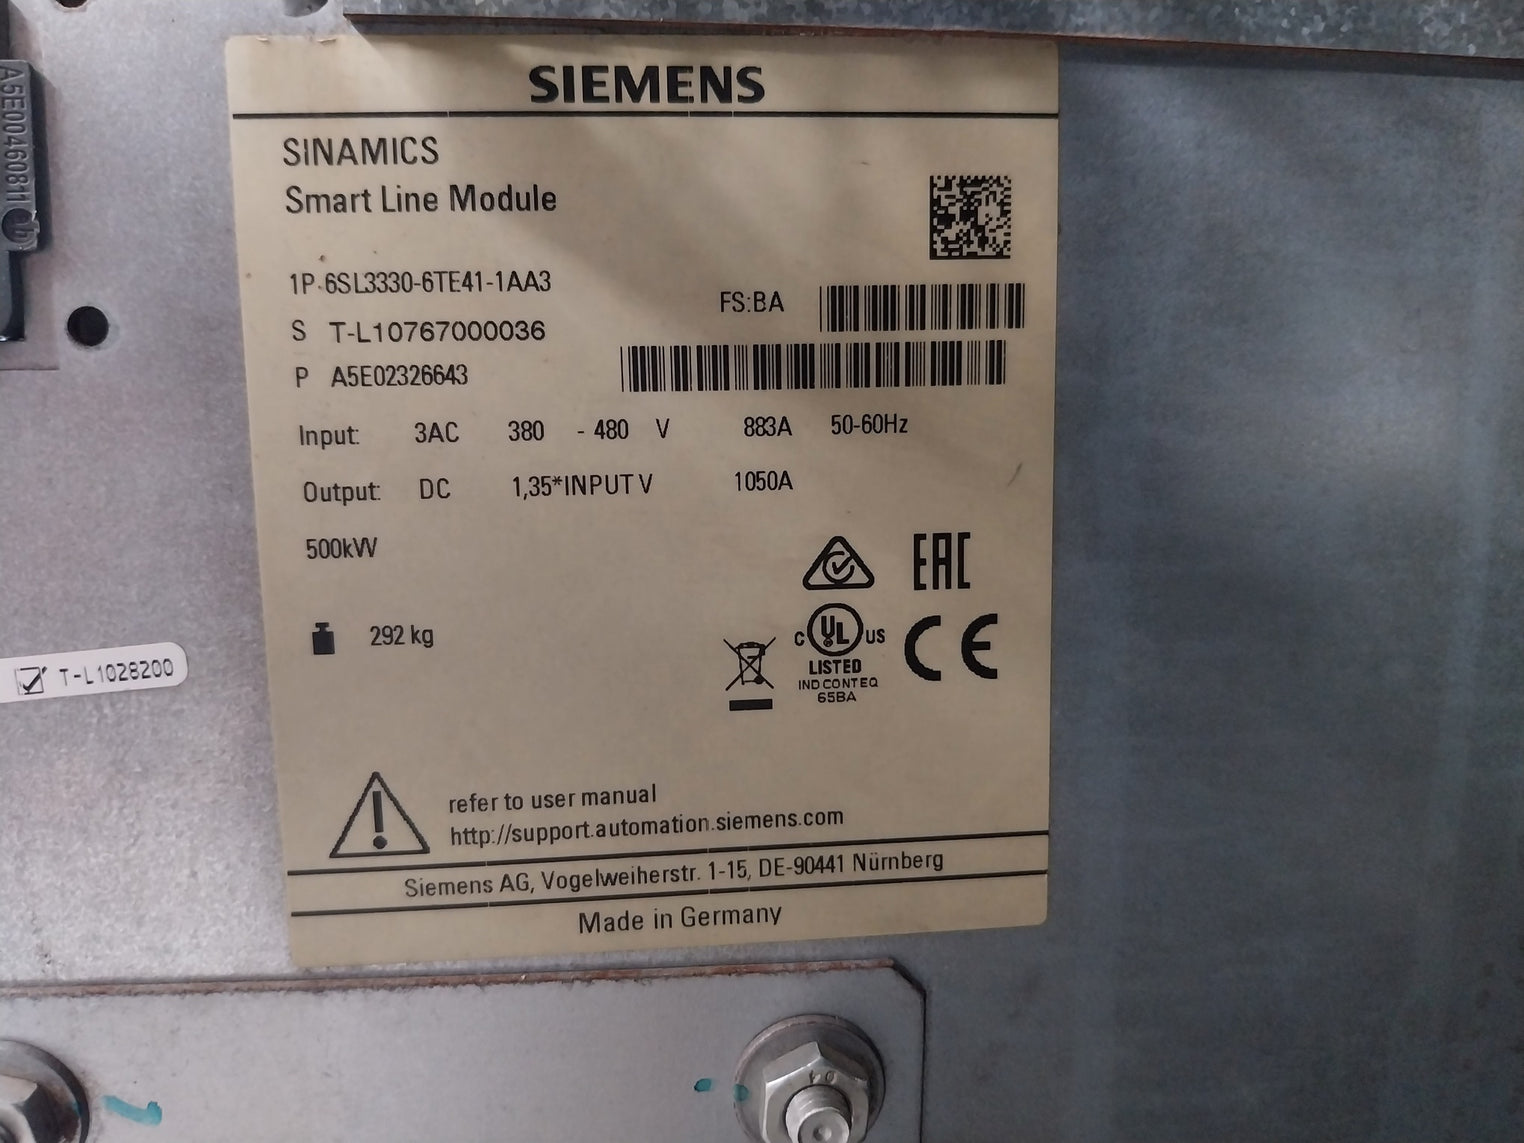 SIEMENS
SINAMICS
Smart Line Module
1P 6SL3330-6TE41-1AA3
FS:BA
S T-L10767000036
P A5E02326643
Input: 3AC 380 - 480 V 883A 50-60Hz
Output: DC 1,35*INPUT V 1050A
500kW
EAC
292 kg
C UL US
LISTED
IND CONT EQ
65BA
CE
refer to user manual
http://support.automation.siemens.com
Siemens AG, Vogelweiherstr. 1-15, DE-90441 Nürnberg
Made in Germany
A5E00460811
T-L1028200
04